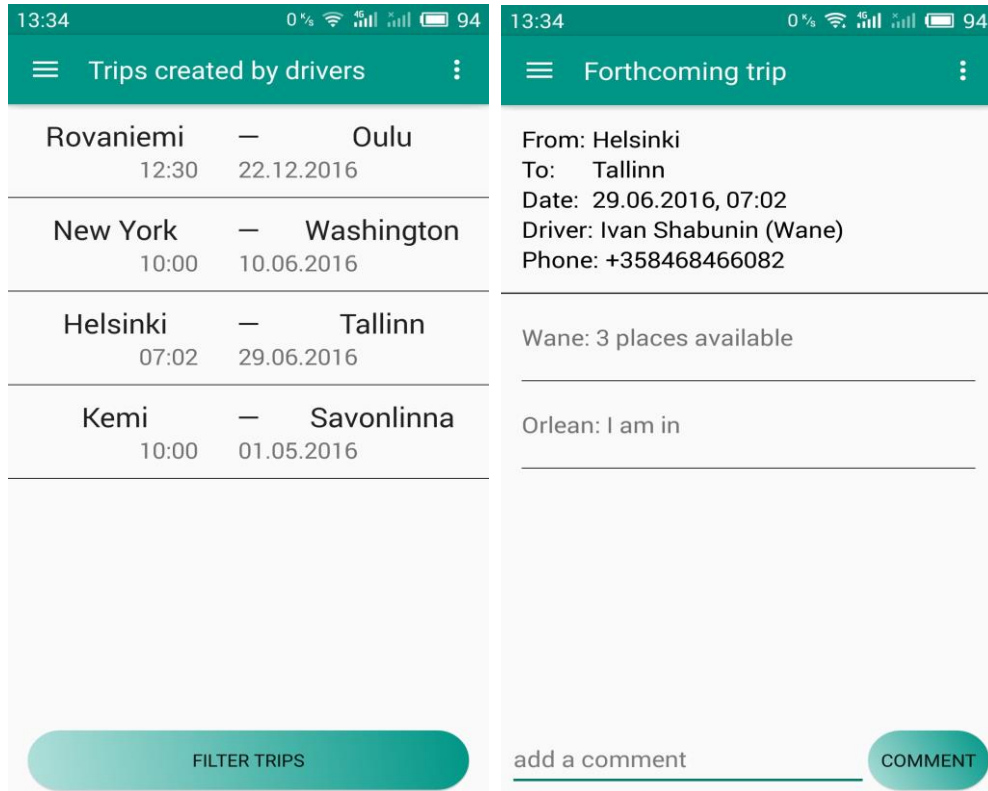 13:34 0 K/s 4G 94
Trips created by drivers
Rovaniemi — Oulu
12:30 22.12.2016
New York — Washington
10:00 10.06.2016
Helsinki — Tallinn
07:02 29.06.2016
Kemi — Savonlinna
10:00 01.05.2016
FILTER TRIPS
13:34 0 K/s 4G 94
Forthcoming trip
From: Helsinki
To: Tallinn
Date: 29.06.2016, 07:02
Driver: Ivan Shabunin (Wane)
Phone: +358468466082
Wane: 3 places available
Orlean: I am in
add a comment
COMMENT